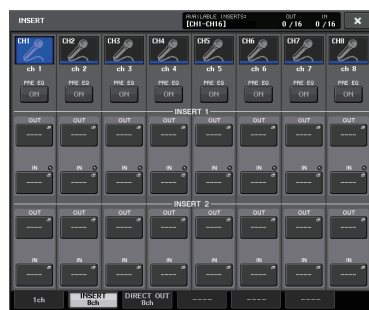 INSERT
AVAILABLE INSERTS: OUT IN
[CH1-CH16] 0 / 16 0 / 16 ×
CH1 CH2 CH3 CH4 CH5 CH6 CH7 CH8
ch 1 ch 2 ch 3 ch 4 ch 5 ch 6 ch 7 ch 8
PRE EQ PRE EQ PRE EQ PRE EQ PRE EQ PRE EQ PRE EQ PRE EQ
ON ON ON ON ON ON ON ON
INSERT 1
OUT OUT OUT OUT OUT OUT OUT OUT
---- ---- ---- ---- ---- ---- ---- ----
IN IN IN IN IN IN IN IN
---- ---- ---- ---- ---- ---- ---- ----
INSERT 2
OUT OUT OUT OUT OUT OUT OUT OUT
---- ---- ---- ---- ---- ---- ---- ----
IN IN IN IN IN IN IN IN
---- ---- ---- ---- ---- ---- ---- ----
1ch INSERT 8ch DIRECT OUT 8ch ---- ---- ----